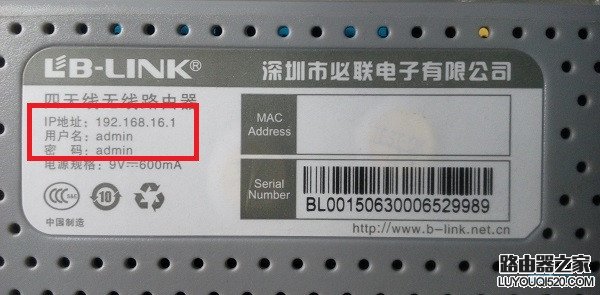 LB-LINK®
深圳市必联电子有限公司
四天线无线路由器
IP地址：192.168.16.1
用户名：admin
密 码：admin
电源规格：9V⎓600mA
MAC Address
Serial Number
BL00150630006529989
CCC S&E
10
中国制造
http://www.b-link.net.cn
路由器之家
LUYOUQI520.COM